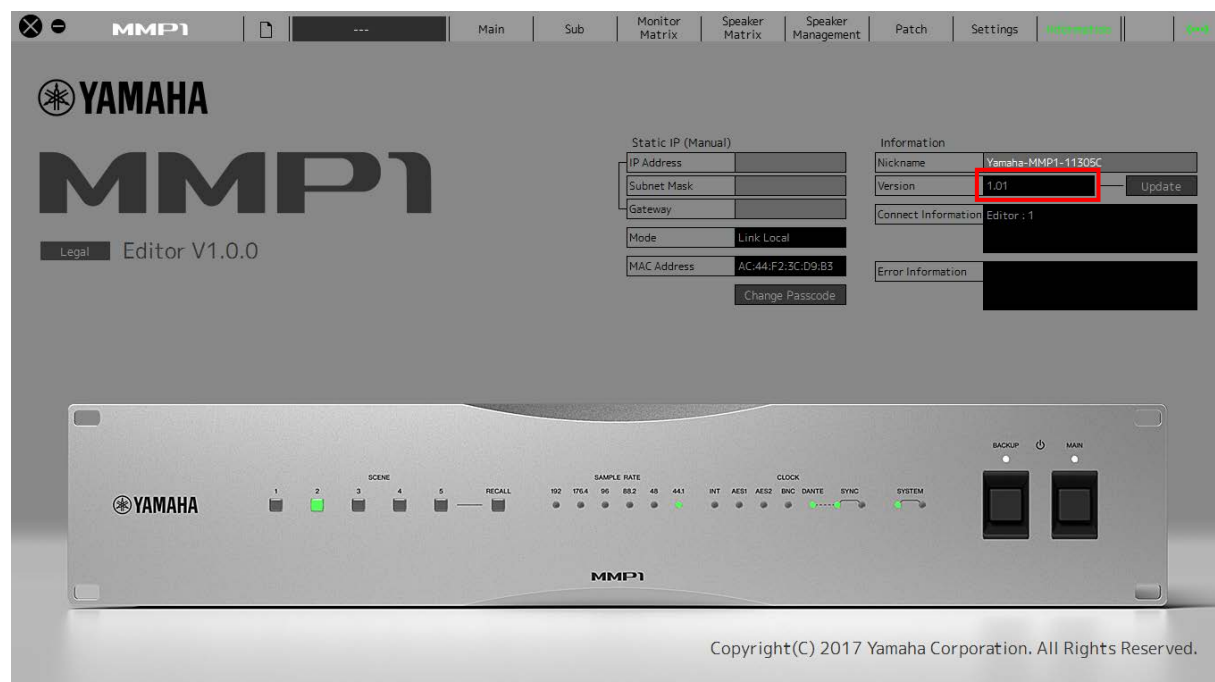 MMP1
---
Main
Sub
Monitor
Matrix
Speaker
Matrix
Speaker
Management
Patch
Settings
YAMAHA
MMP1
Legal
Editor V1.0.0
Static IP (Manual)
IP Address
Subnet Mask
Gateway
Mode
Link Local
MAC Address
AC:44:F2:3C:D9:B3
Change Passcode
Information
Nickname
Yamaha-MMP1-11305C
Version
1.01
Update
Connect Information
Editor : 1
Error Information
YAMAHA
SCENE
1 2 3 4 5 RECALL
SAMPLE RATE
192 176.4 96 88.2 48 44.1
CLOCK
INT AES1 AES2 BNC DANTE SYNC
SYSTEM
BACKUP MAIN
MMP1
Copyright(C) 2017 Yamaha Corporation. All Rights Reserved.